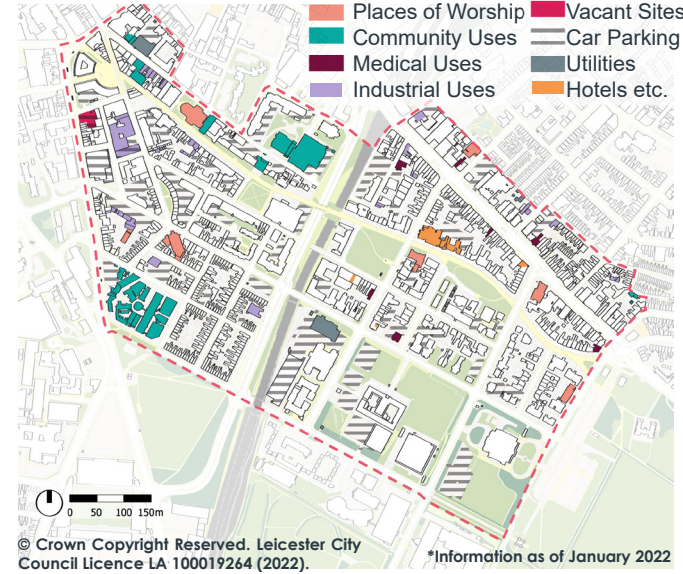 Places of Worship
Community Uses
Medical Uses
Industrial Uses
Vacant Sites
Car Parking
Utilities
Hotels etc.
0 50 100 150m
© Crown Copyright Reserved. Leicester City
Council Licence LA 100019264 (2022).
*Information as of January 2022